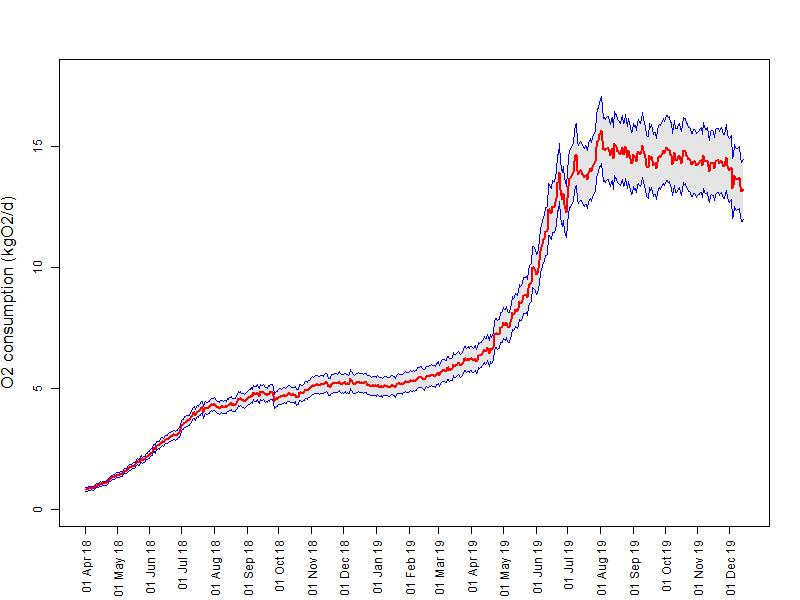 O2 consumption (kgO2/d)
15
10
5
0
01 Apr 18
01 May 18
01 Jun 18
01 Jul 18
01 Aug 18
01 Sep 18
01 Oct 18
01 Nov 18
01 Dec 18
01 Jan 19
01 Feb 19
01 Mar 19
01 Apr 19
01 May 19
01 Jun 19
01 Jul 19
01 Aug 19
01 Sep 19
01 Oct 19
01 Nov 19
01 Dec 19